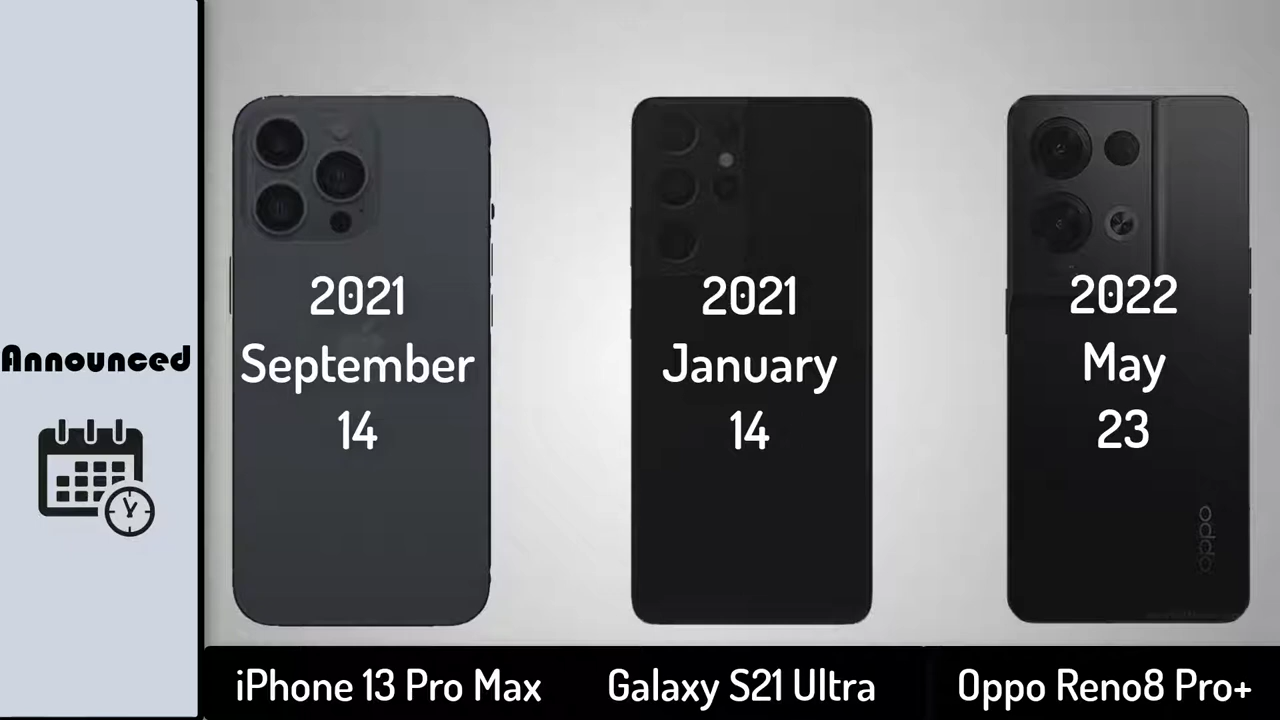 Announced
2021
September
14
2021
January
14
2022
May
23
oppo
iPhone 13 Pro Max
Galaxy S21 Ultra
Oppo Reno8 Pro+